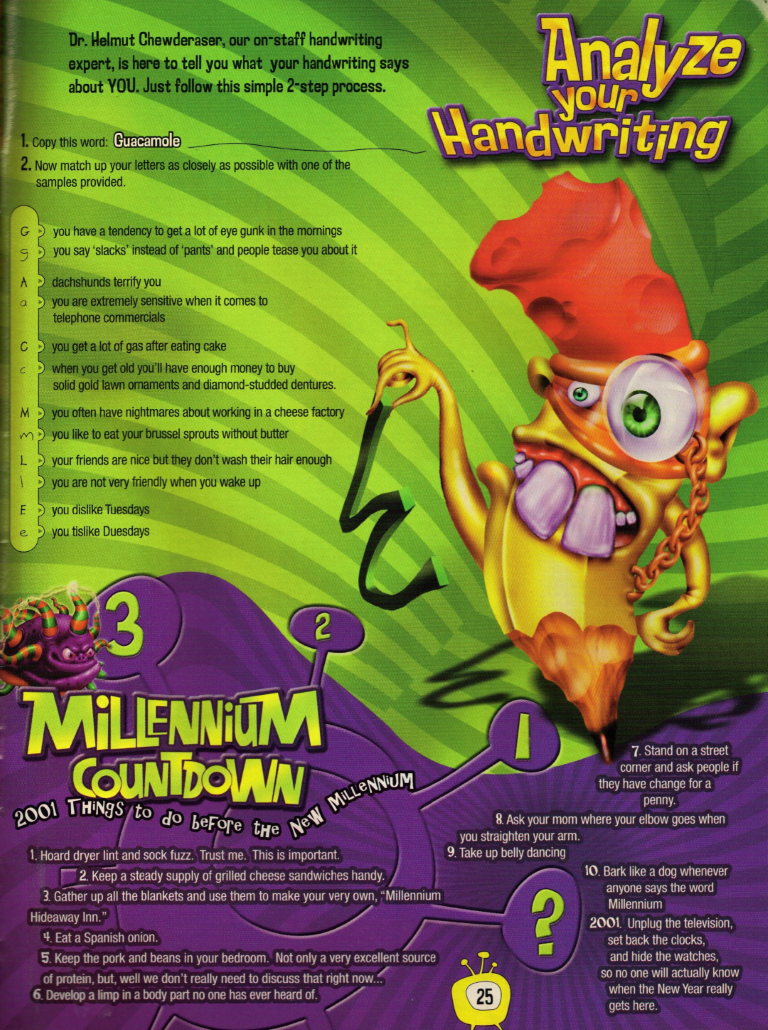 Dr. Helmut Chewderaser, our on-staff handwriting
expert, is here to tell you what your handwriting says
about YOU. Just follow this simple 2-step process.
Analyze
your
Handwriting
1. Copy this word: Guacamole
2. Now match up your letters as closely as possible with one of the
samples provided.
G you have a tendency to get a lot of eye gunk in the mornings
g you say 'slacks' instead of 'pants' and people tease you about it
A dachshunds terrify you
a you are extremely sensitive when it comes to
telephone commercials
C you get a lot of gas after eating cake
c when you get old you'll have enough money to buy
solid gold lawn ornaments and diamond-studded dentures.
M you often have nightmares about working in a cheese factory
m you like to eat your brussel sprouts without butter
L your friends are nice but they don't wash their hair enough
l you are not very friendly when you wake up
E you dislike Tuesdays
e you tislike Duesdays
3
2
1
MiLLENNiUM
COUNTDOWN
2001 THiNGS to do beFore the NeW MiLLeNNiUM
1. Hoard dryer lint and sock fuzz. Trust me. This is important.
2. Keep a steady supply of grilled cheese sandwiches handy.
3. Gather up all the blankets and use them to make your very own, "Millennium
Hideaway Inn."
4. Eat a Spanish onion.
5. Keep the pork and beans in your bedroom. Not only a very excellent source
of protein, but, well we don't really need to discuss that right now...
6. Develop a limp in a body part no one has ever heard of.
7. Stand on a street
corner and ask people if
they have change for a
penny.
8. Ask your mom where your elbow goes when
you straighten your arm.
9. Take up belly dancing
10. Bark like a dog whenever
anyone says the word
Millennium
2001. Unplug the television,
set back the clocks,
and hide the watches,
so no one will actually know
when the New Year really
gets here.
?
25